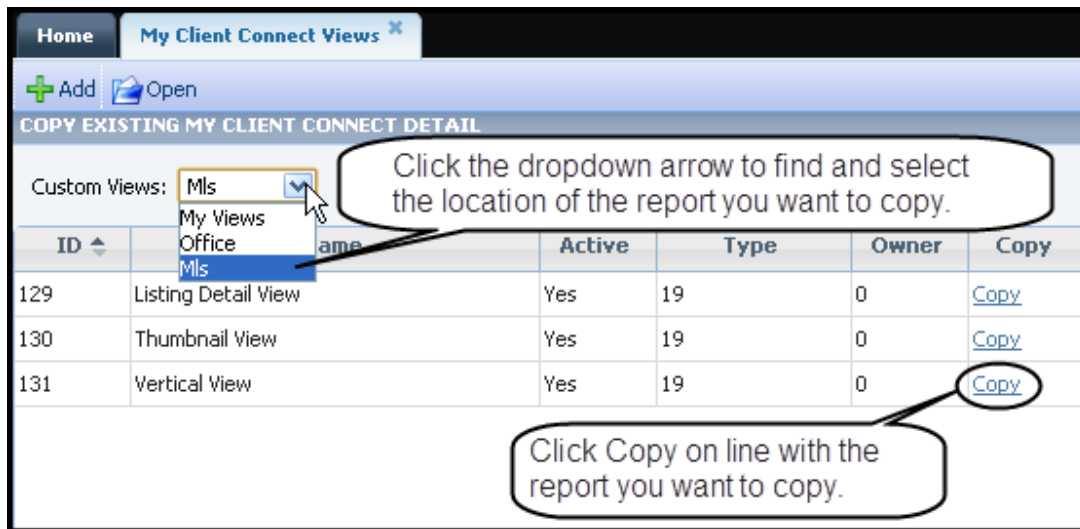 Home My Client Connect Views
Add Open
COPY EXISTING MY CLIENT CONNECT DETAIL
Custom Views: Mls
My Views
Office
Mls
Click the dropdown arrow to find and select
the location of the report you want to copy.
ID ame Active Type Owner Copy
129 Listing Detail View Yes 19 0 Copy
130 Thumbnail View Yes 19 0 Copy
131 Vertical View Yes 19 0 Copy
Click Copy on line with the
report you want to copy.